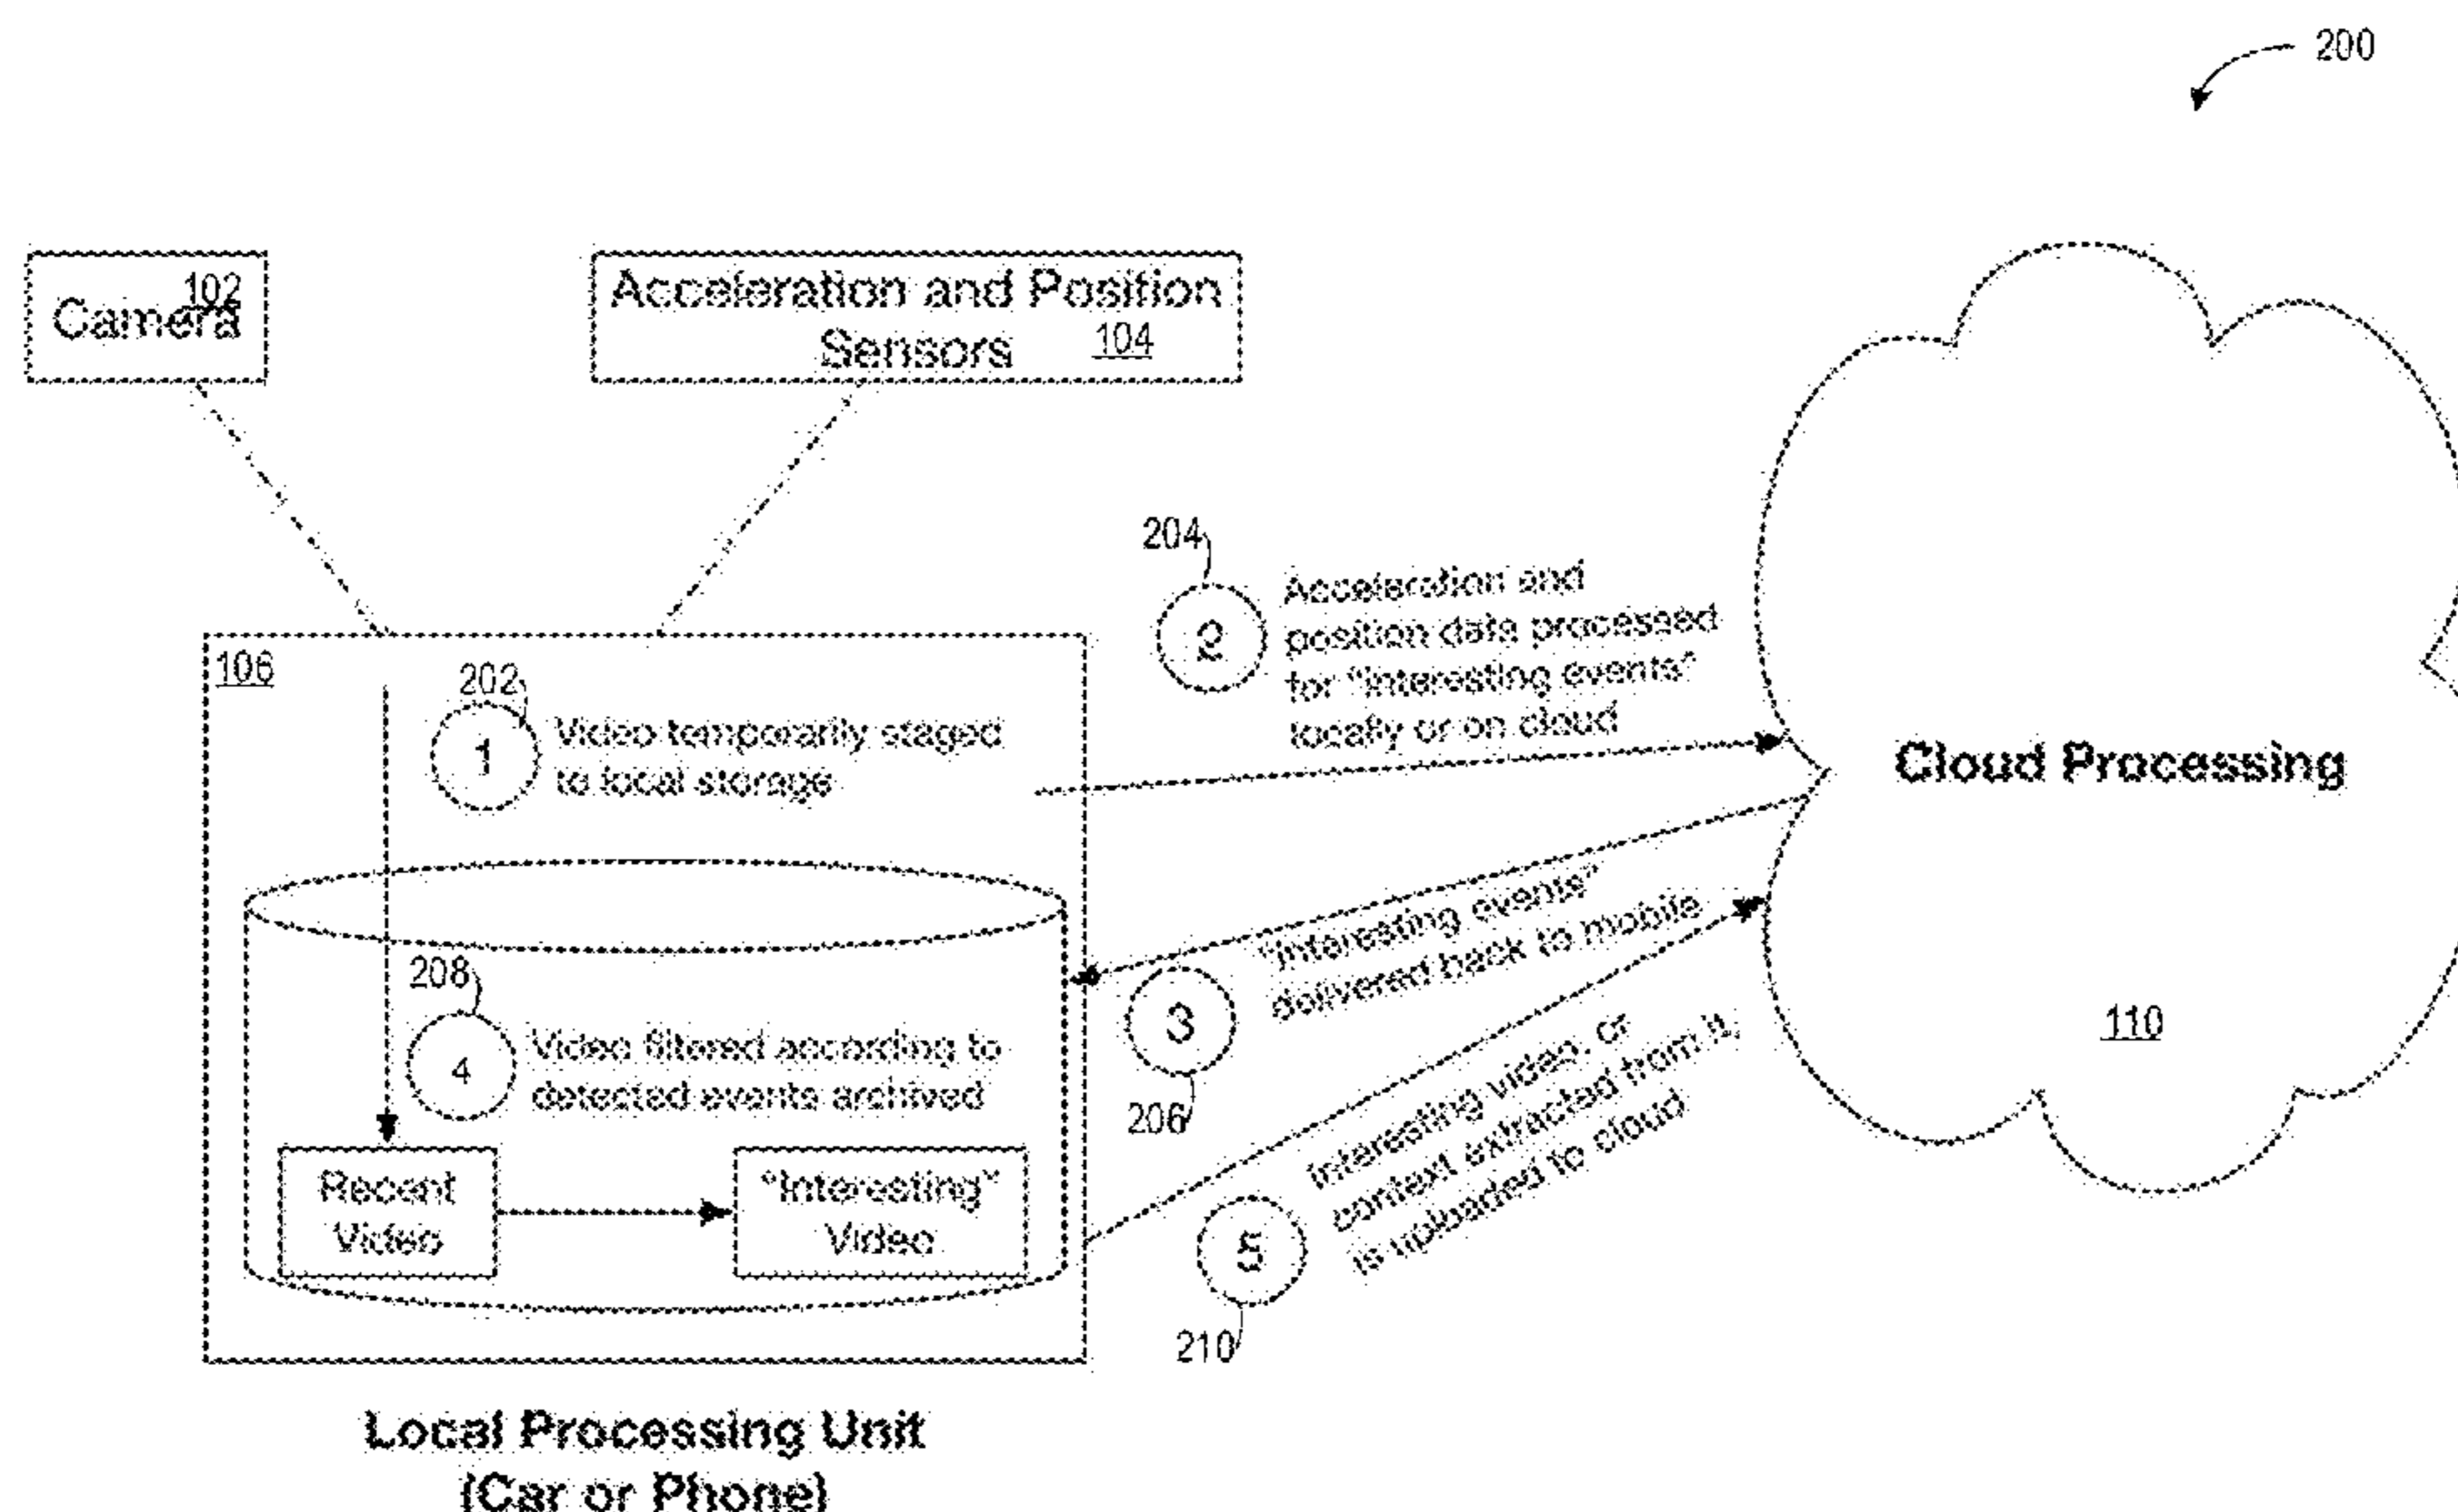 200
102
Camera
Acceleration and Position
Sensors 104
204
2
Acceleration and
position data processed
for "interesting events"
locally or on cloud
106
202
1
Video temporarily staged
to local storage
Cloud Processing
110
"Interesting events"
delivered back to mobile
3
206
208
4
Video filtered according to
detected events archived
Recent
Video
"Interesting"
Video
Interesting video, or
context extracted from it,
is uploaded to cloud
5
210
Local Processing Unit
(Car or Phone)